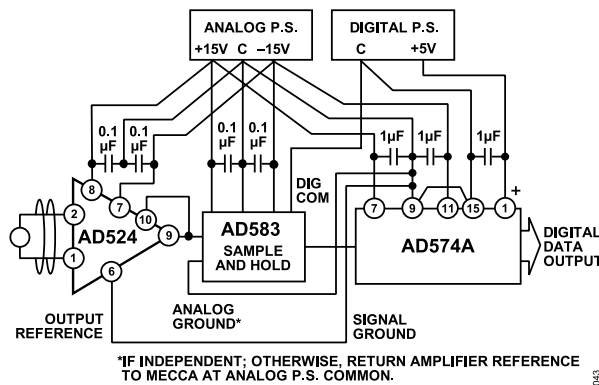 ANALOG P.S.
+15V C –15V
DIGITAL P.S.
C +5V
0.1
µF
0.1
µF
0.1
µF
0.1
µF
1µF
1µF
1µF
DIG
COM
8
7
10
9
2
1
6
AD524
AD583
SAMPLE
AND HOLD
7
9
11
15
1
+
AD574A
DIGITAL
DATA
OUTPUT
OUTPUT
REFERENCE
ANALOG
GROUND*
SIGNAL
GROUND
*IF INDEPENDENT; OTHERWISE, RETURN AMPLIFIER REFERENCE
TO MECCA AT ANALOG P.S. COMMON.
043